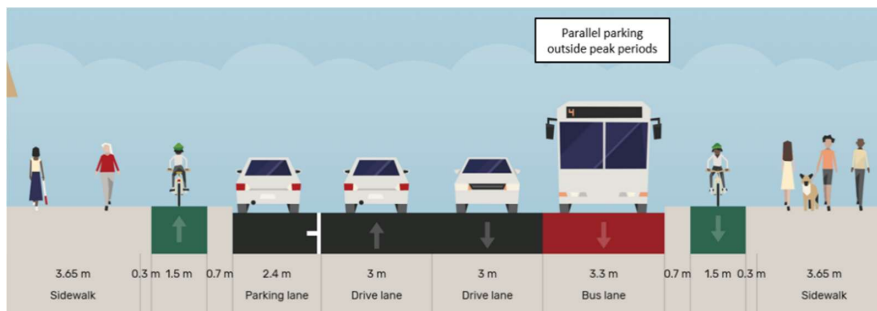 Parallel parking
outside peak periods
4
3.65 m 0.3 m 1.5 m 0.7 m 2.4 m 3 m 3 m 3.3 m 0.7 m 1.5 m 0.3 m 3.65 m
Sidewalk Parking lane Drive lane Drive lane Bus lane Sidewalk